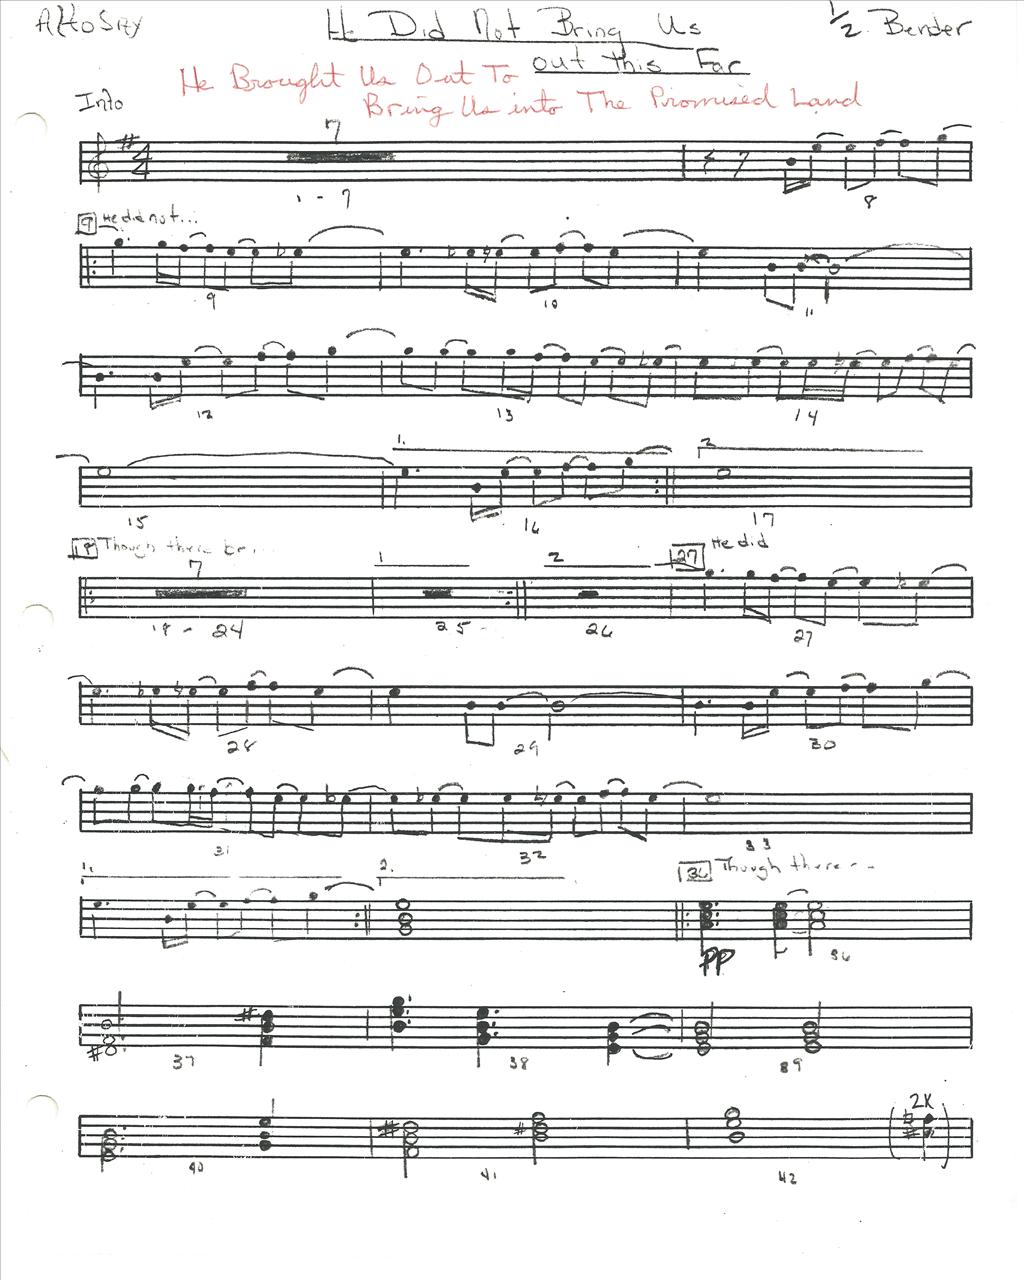 Alto Sax He Did Not Bring Us 1/2 Bender
out this Far
He Brought Us Out To
Bring Us into The Promised Land
Into
7
1 - 7
8
9 He did not...
9 10 11
12 13 14
1. 2
15 16 17
18 Though there be...
7 1 2 27 He did
18 - 24 25 - 26 27
28 29 30
31 32 33
1. 2. 36 Though there - -
PP 36
37 38 39
2x
40 41 42